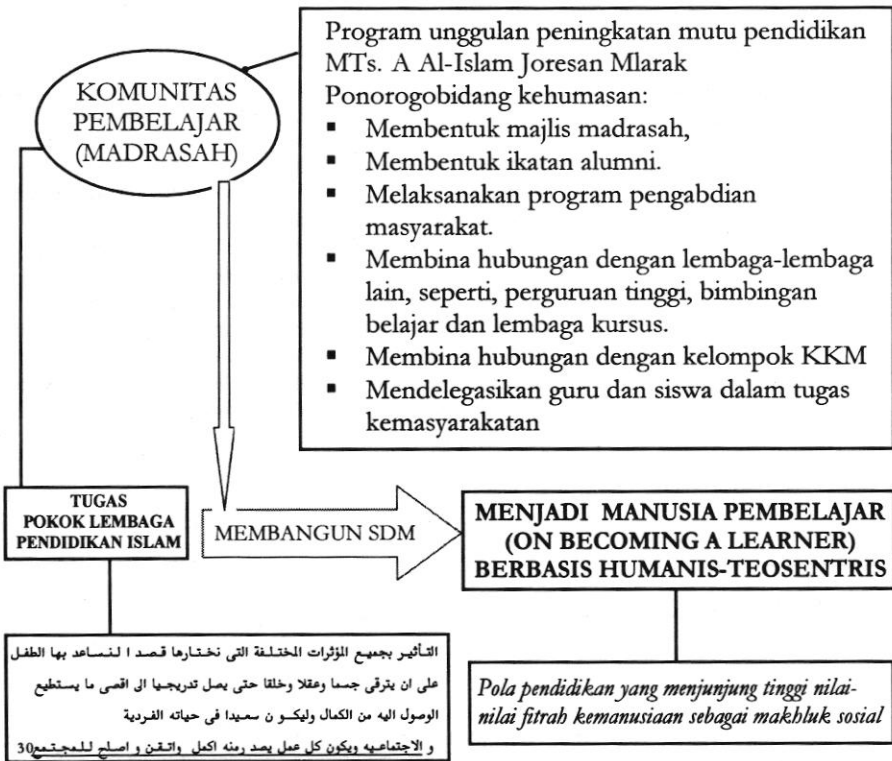 KOMUNITAS
PEMBELAJAR
(MADRASAH)
Program unggulan peningkatan mutu pendidikan
MTs. A Al-Islam Joresan Mlarak
Ponorogobidang kehumasan:
▪ Membentuk majlis madrasah,
▪ Membentuk ikatan alumni.
▪ Melaksanakan program pengabdian
masyarakat.
▪ Membina hubungan dengan lembaga-lembaga
lain, seperti, perguruan tinggi, bimbingan
belajar dan lembaga kursus.
▪ Membina hubungan dengan kelompok KKM
▪ Mendelegasikan guru dan siswa dalam tugas
kemasyarakatan
TUGAS
POKOK LEMBAGA
PENDIDIKAN ISLAM
MEMBANGUN SDM
MENJADI MANUSIA PEMBELAJAR
(ON BECOMING A LEARNER)
BERBASIS HUMANIS-TEOSENTRIS
التأثير بجميع المؤثرات المختلفة التى نختارها قصد ا لنساعد بها الطفل
على ان يترقى جسما وعقلا وخلقا حتى يصل تدريجيا الى اقصى ما يستطيع
الوصول اليه من الكمال وليكو ن سعيدا فى حياته الفردية
و الاجتماعيه ويكون كل عمل يصد رمنه اكمل واتقن و اصلح للمجتمع30
Pola pendidikan yang menjunjung tinggi nilai-
nilai fitrah kemanusiaan sebagai makhluk sosial